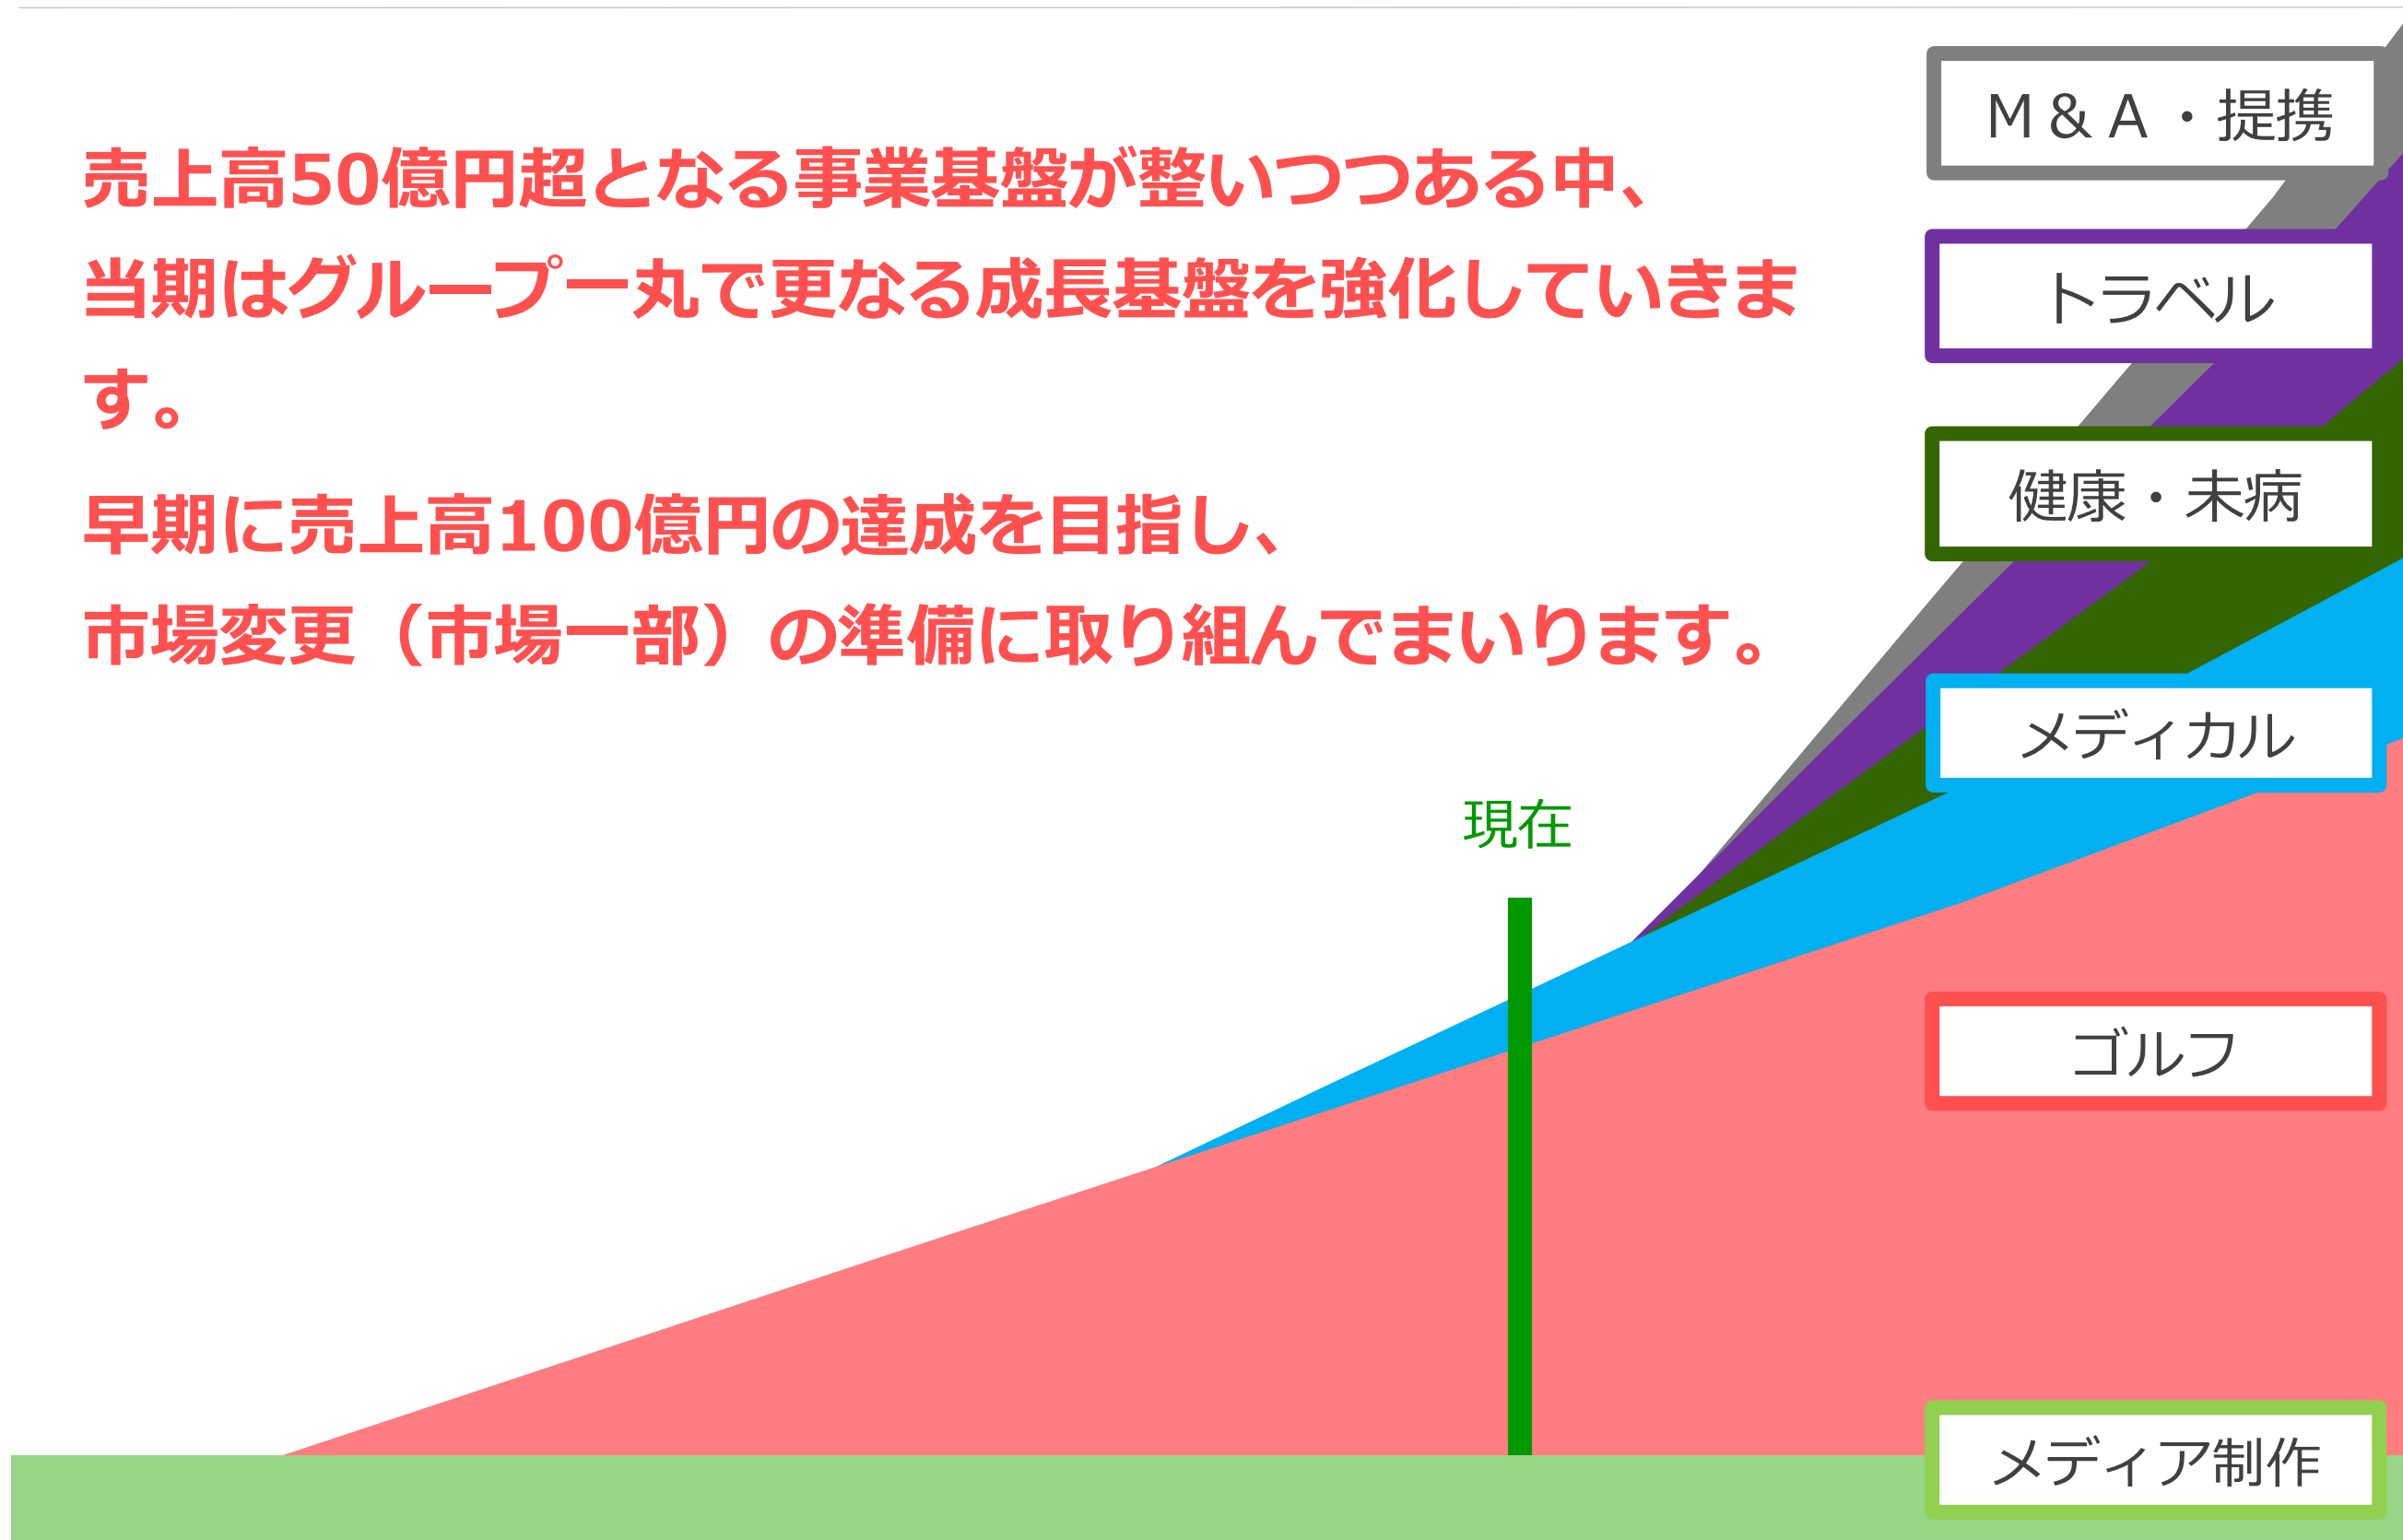 売上高50億円超となる事業基盤が整いつつある中、
当期はグループ一丸で更なる成長基盤を強化していきま
す。
早期に売上高100億円の達成を目指し、
市場変更（市場一部）の準備に取り組んでまいります。
M＆A・提携
トラベル
健康・未病
メディカル
現在
ゴルフ
メディア制作